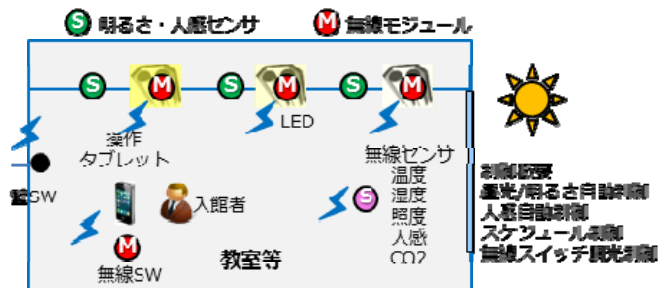 S 明るさ・人感センサ M 無線モジュール
S M S M S M
操作
タブレット
LED
無線センサ
温度
湿度
照度
人感
CO2
S
SW
入館者
M
無線SW
教室等
制御概要
昼光/明るさ自動制御
人感自動制御
スケジュール制御
無線スイッチ調光制御